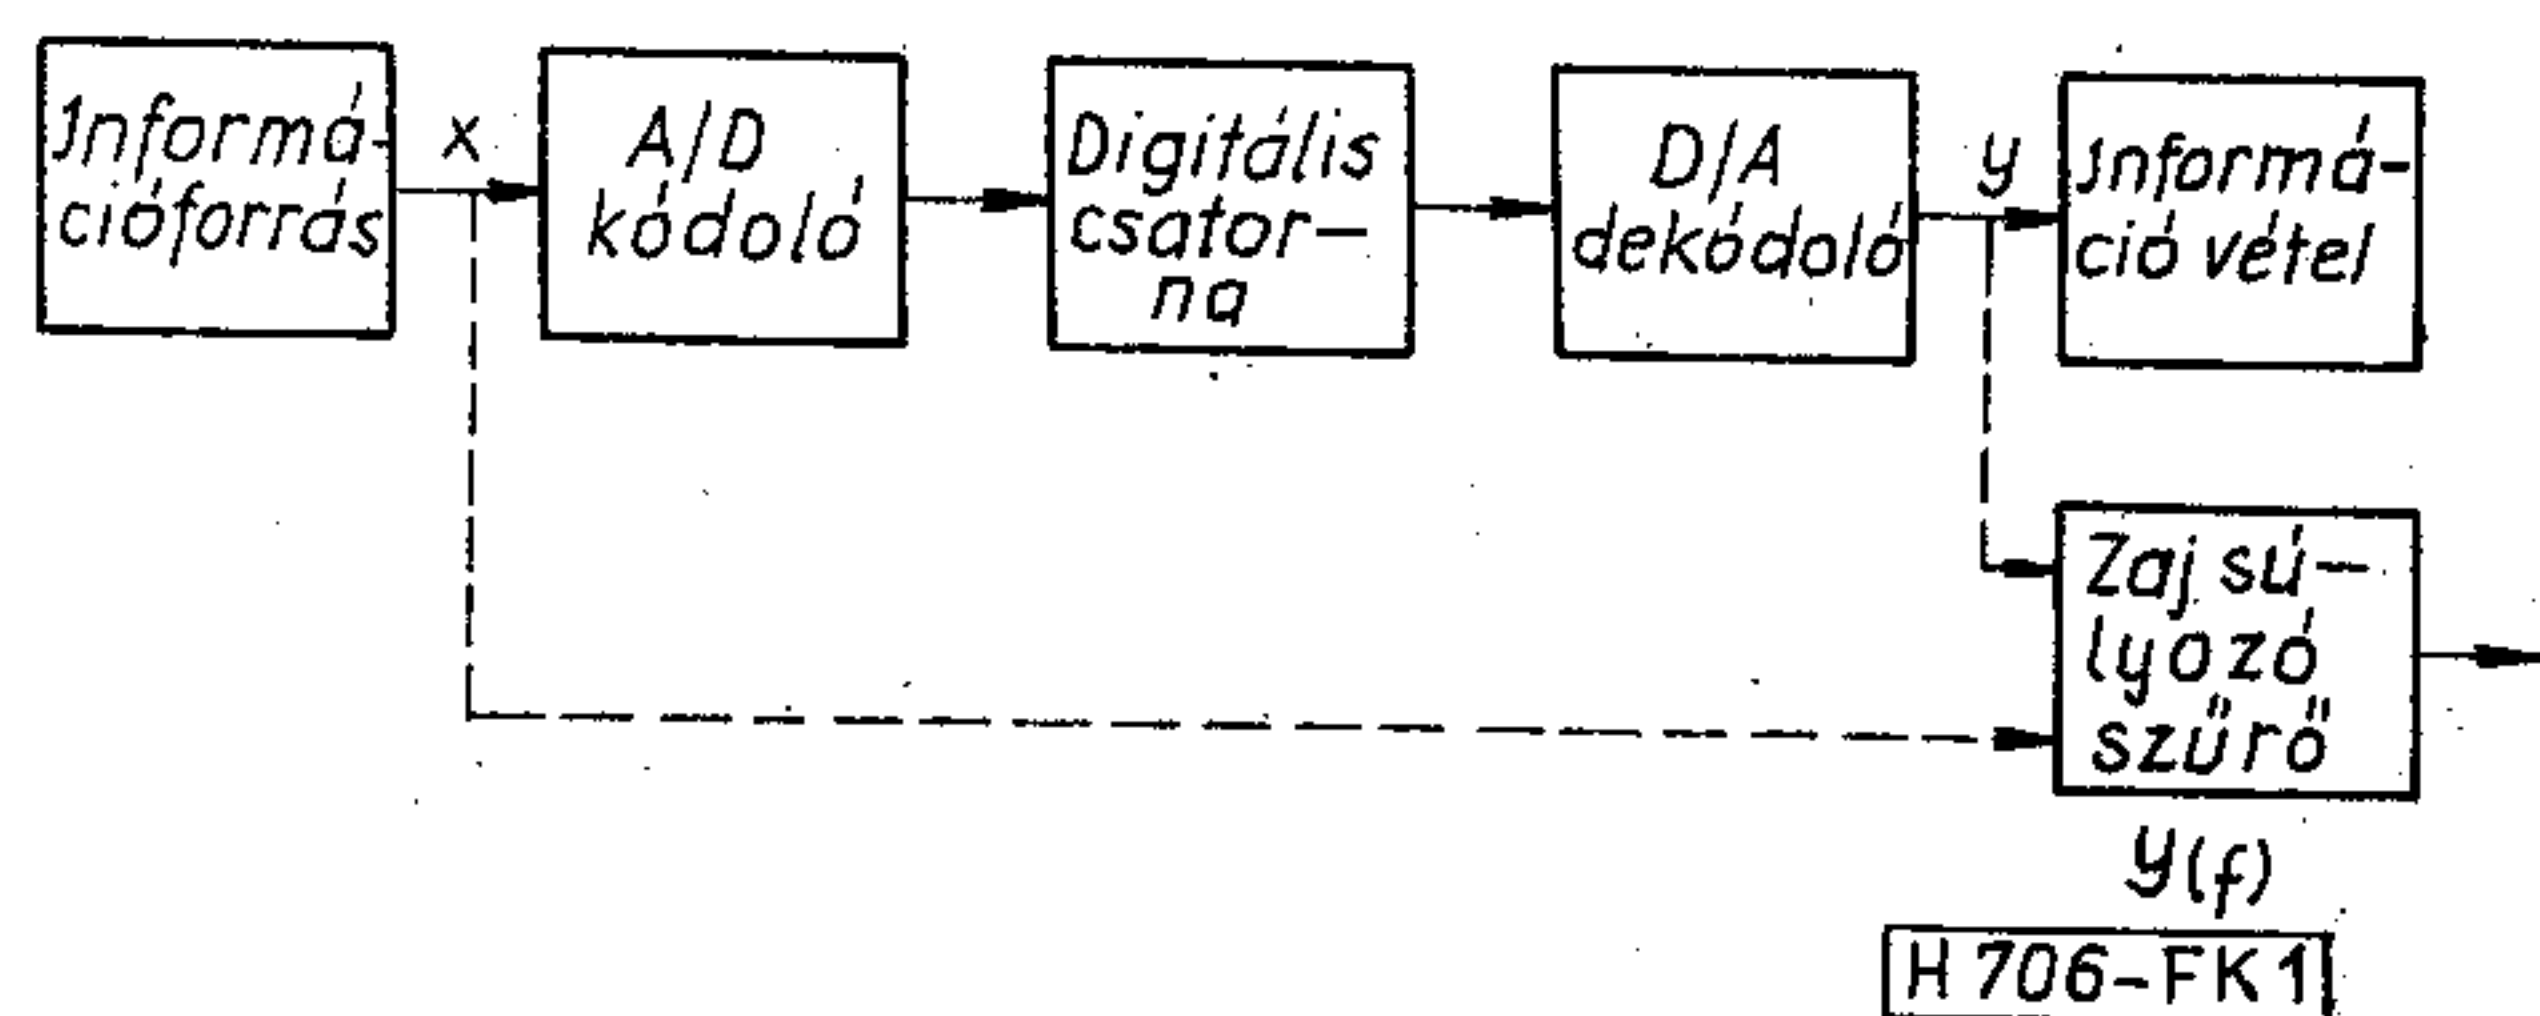 Informá-
cióforrás
x
A/D
kódoló
Digitális
csator-
na
D/A
dekódoló
y
Informá-
ció vétel
Zaj sú-
lyozó
szűrő
y(f)
H 706-FK1